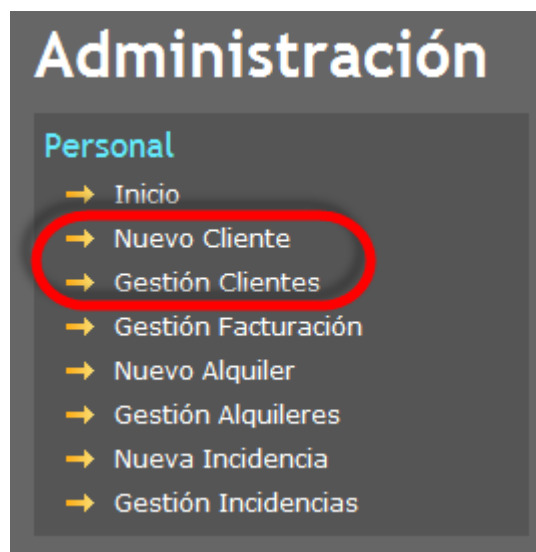 Administración
Personal
Inicio
Nuevo Cliente
Gestión Clientes
Gestión Facturación
Nuevo Alquiler
Gestión Alquileres
Nueva Incidencia
Gestión Incidencias